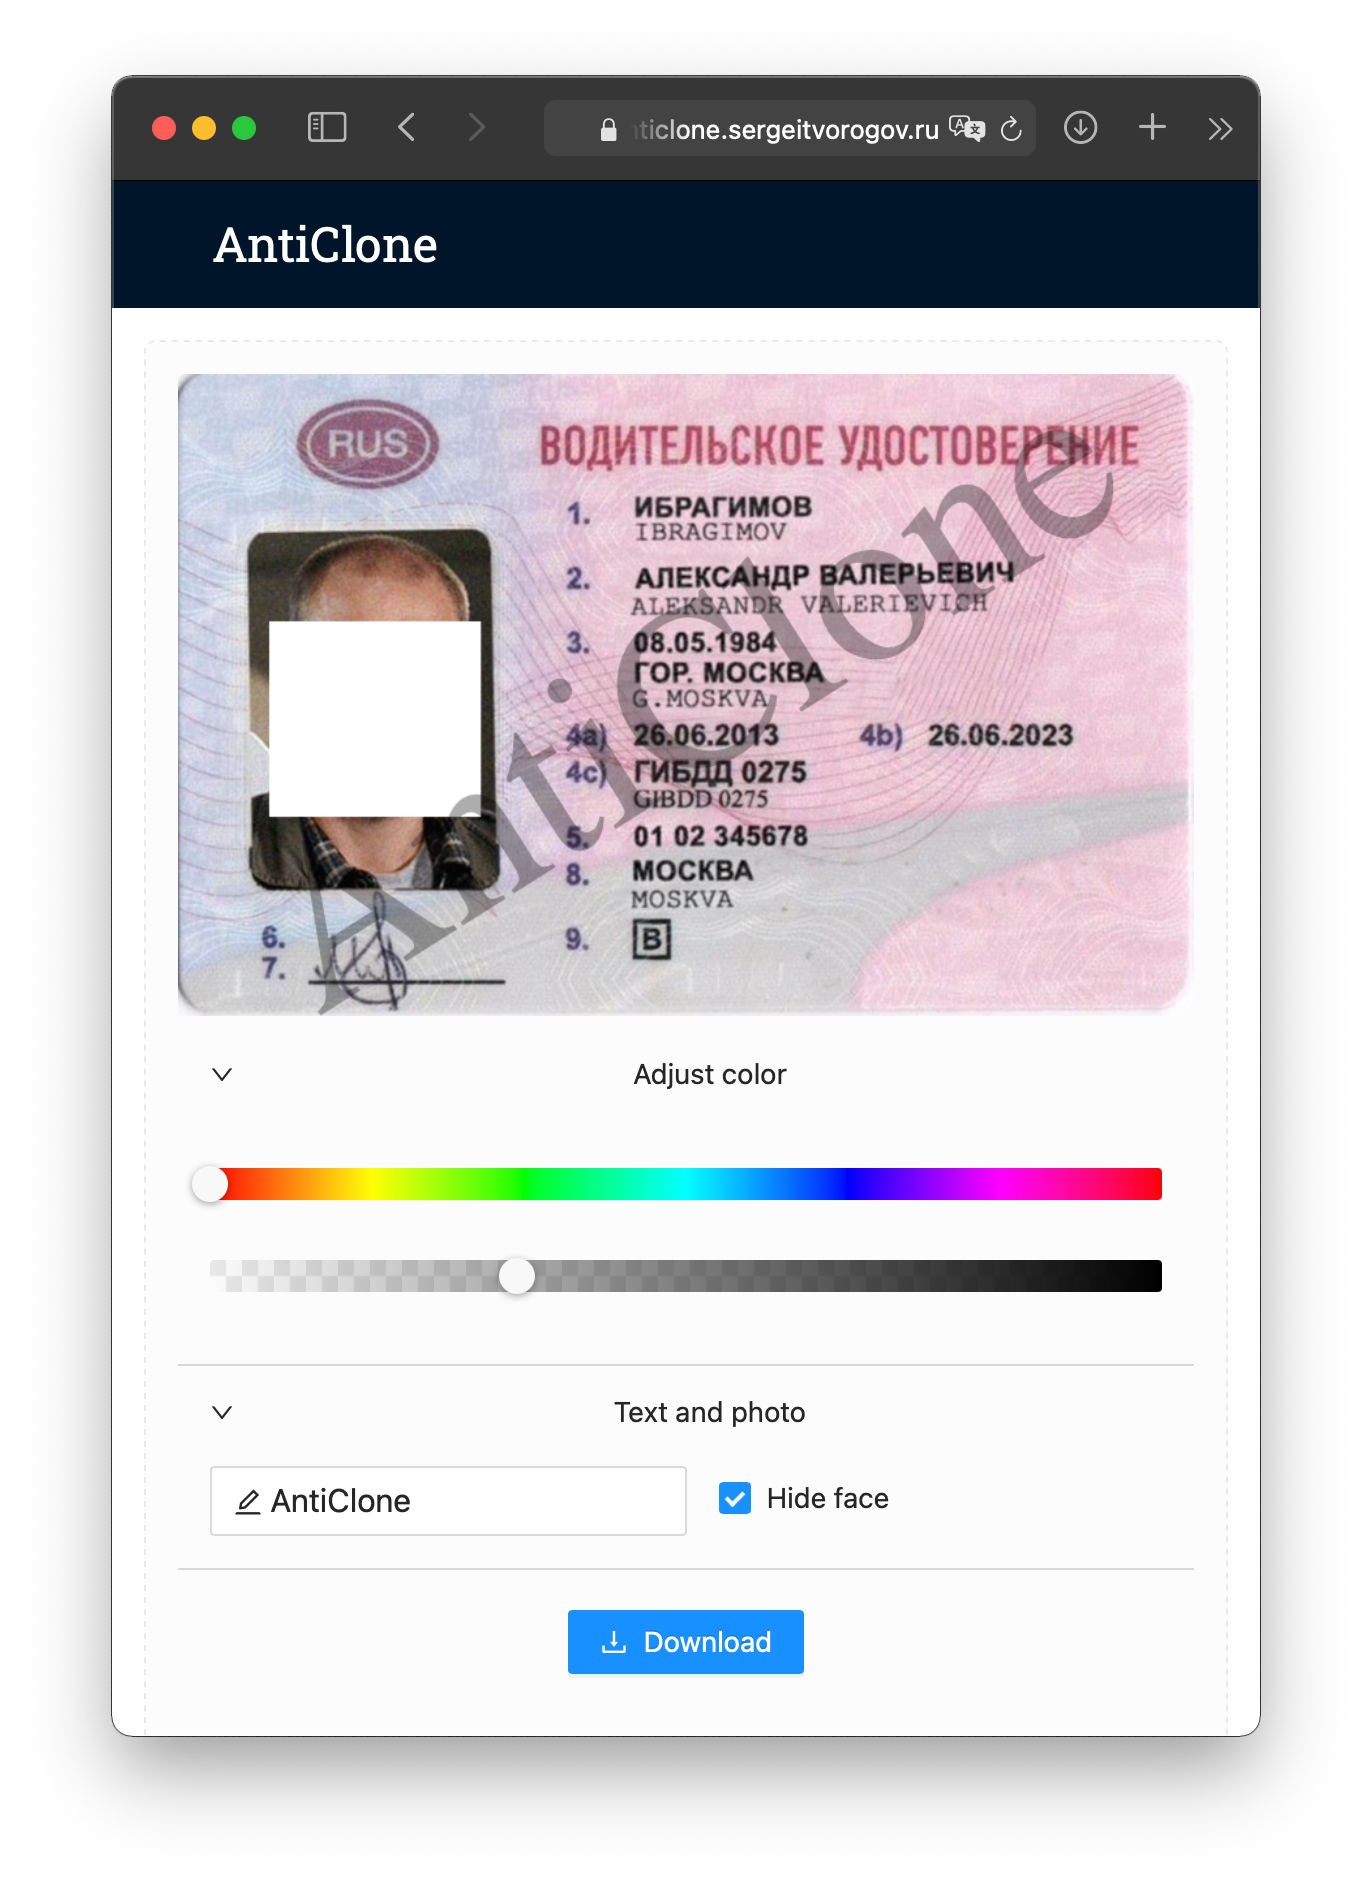 ticlone.sergeitvorogov.ru
AntiClone
RUS
ВОДИТЕЛЬСКОЕ УДОСТОВЕРЕНИЕ
1. ИБРАГИМОВ
IBRAGIMOV
2. АЛЕКСАНДР ВАЛЕРЬЕВИЧ
ALEKSANDR VALERIEVICH
3. 08.05.1984
ГОР. МОСКВА
G.MOSKVA
4a) 26.06.2013 4b) 26.06.2023
4c) ГИБДД 0275
GIBDD 0275
5. 01 02 345678
8. МОСКВА
MOSKVA
6.
7.
9. B
AntiClone
Adjust color
Text and photo
AntiClone
Hide face
Download